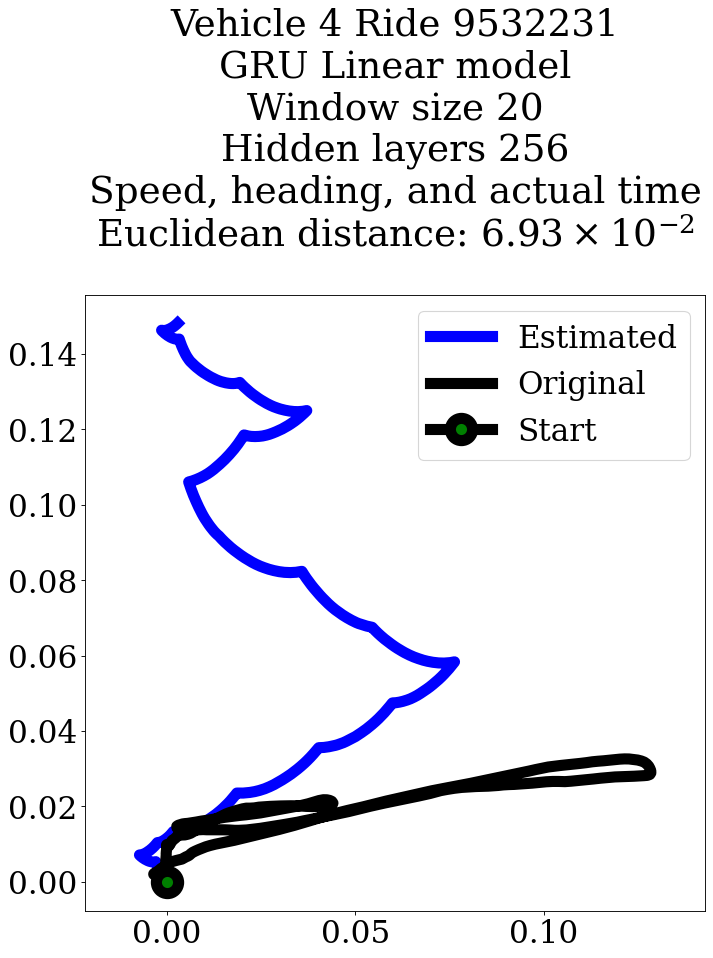 Vehicle 4 Ride 9532231
GRU Linear model
Window size 20
Hidden layers 256
Speed, heading, and actual time
Euclidean distance: 6.93 × 10⁻²
Estimated
Original
Start
0.14
0.12
0.10
0.08
0.06
0.04
0.02
0.00
0.00 0.05 0.10